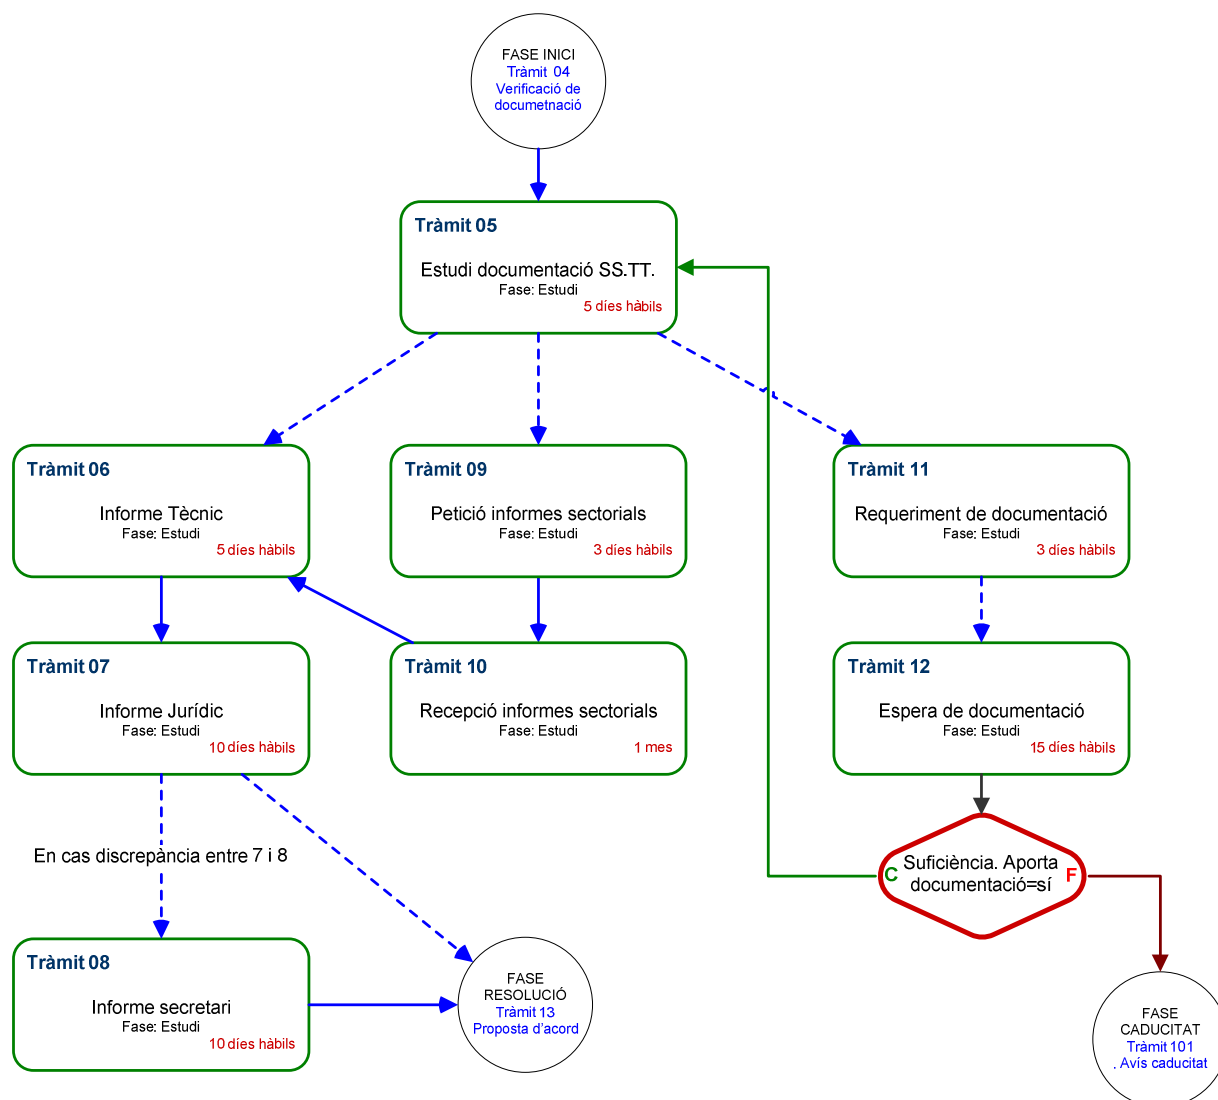 FASE INICI
Tràmit 04
Verificació de
documetnació
Tràmit 05
Estudi documentació SS.TT.
Fase: Estudi
5 díes hàbils
Tràmit 06
Informe Tècnic
Fase: Estudi
5 díes hàbils
Tràmit 09
Petició informes sectorials
Fase: Estudi
3 díes hàbils
Tràmit 11
Requeriment de documentació
Fase: Estudi
3 díes hàbils
Tràmit 07
Informe Jurídic
Fase: Estudi
10 díes hàbils
Tràmit 10
Recepció informes sectorials
Fase: Estudi
1 mes
Tràmit 12
Espera de documentació
Fase: Estudi
15 díes hàbils
En cas discrepància entre 7 i 8
C
Suficiència. Aporta
documentació=sí
F
Tràmit 08
Informe secretari
Fase: Estudi
10 díes hàbils
FASE
RESOLUCIÓ
Tràmit 13
Proposta d'acord
FASE
CADUCITAT
Tràmit 101
. Avís caducitat